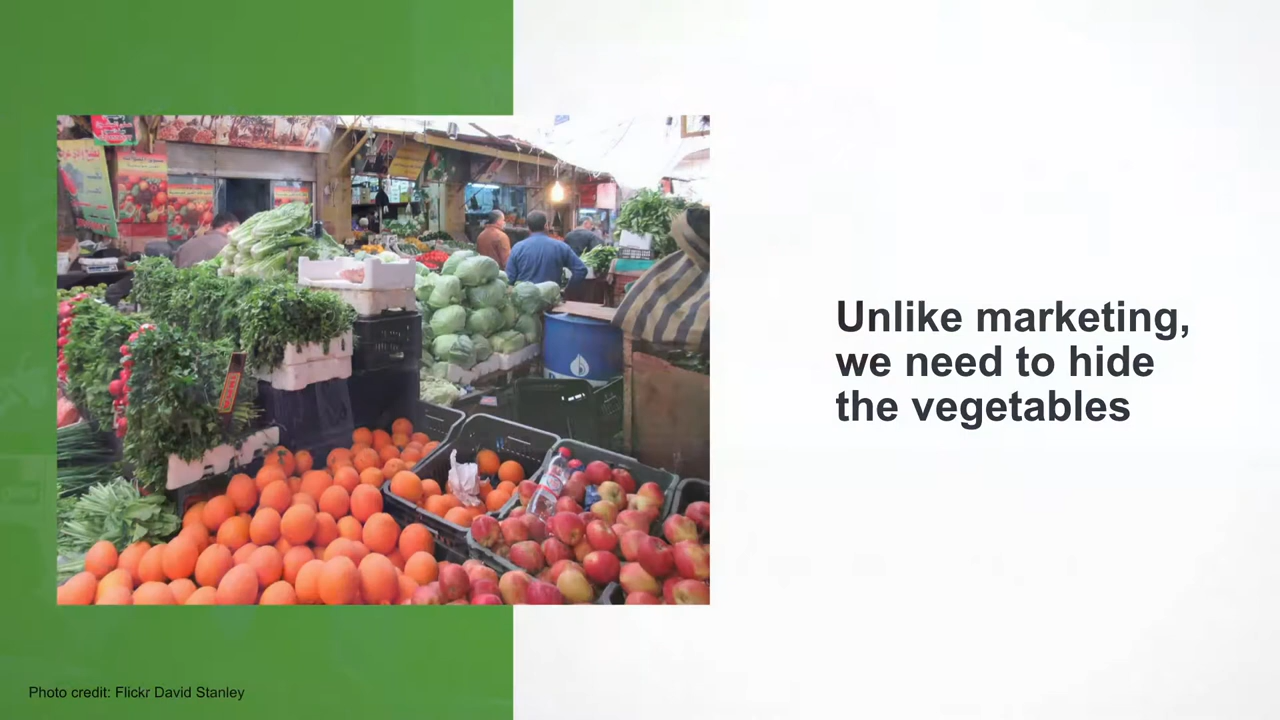 Unlike marketing,
we need to hide
the vegetables
Photo credit: Flickr David Stanley